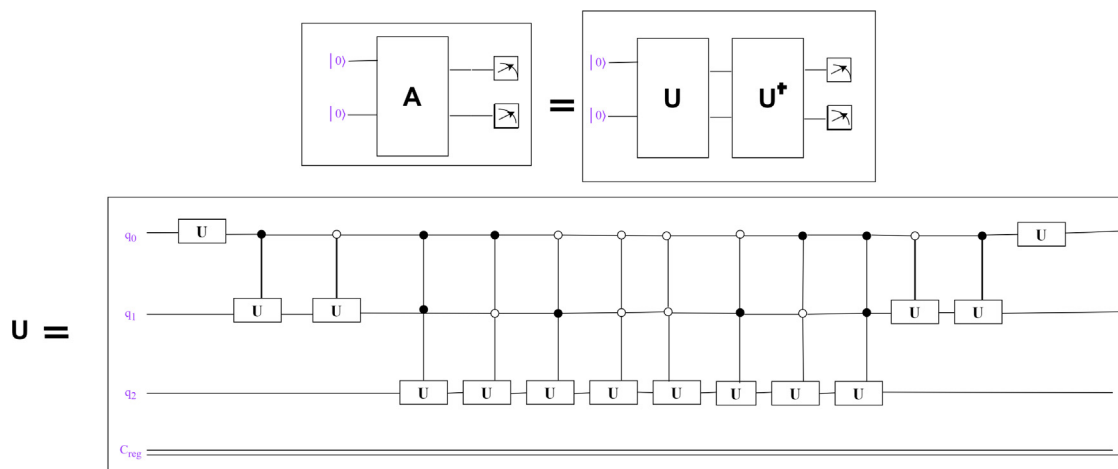 |0⟩ |0⟩
A = U U†
|0⟩ |0⟩
q0 U U
U = q1 U U U U
q2 U U U U U U U U
Creg